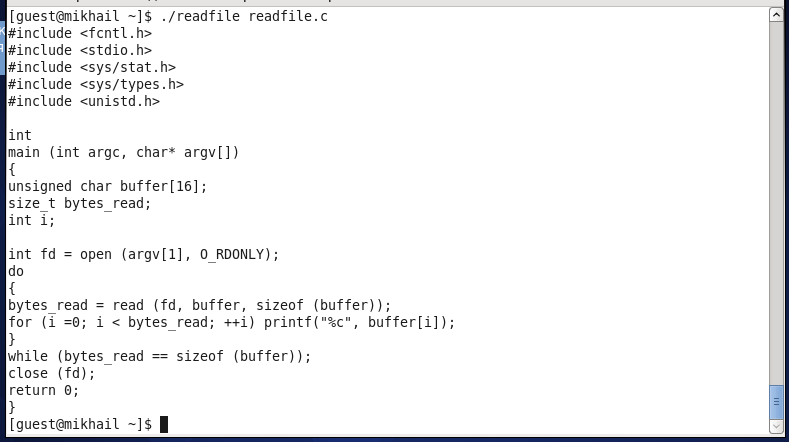 [guest@mikhail ~]$ ./readfile readfile.c
#include <fcntl.h>
#include <stdio.h>
#include <sys/stat.h>
#include <sys/types.h>
#include <unistd.h>
int
main (int argc, char* argv[])
{
unsigned char buffer[16];
size_t bytes_read;
int i;
int fd = open (argv[1], O_RDONLY);
do
{
bytes_read = read (fd, buffer, sizeof (buffer));
for (i =0; i < bytes_read; ++i) printf("%c", buffer[i]);
}
while (bytes_read == sizeof (buffer));
close (fd);
return 0;
}
[guest@mikhail ~]$